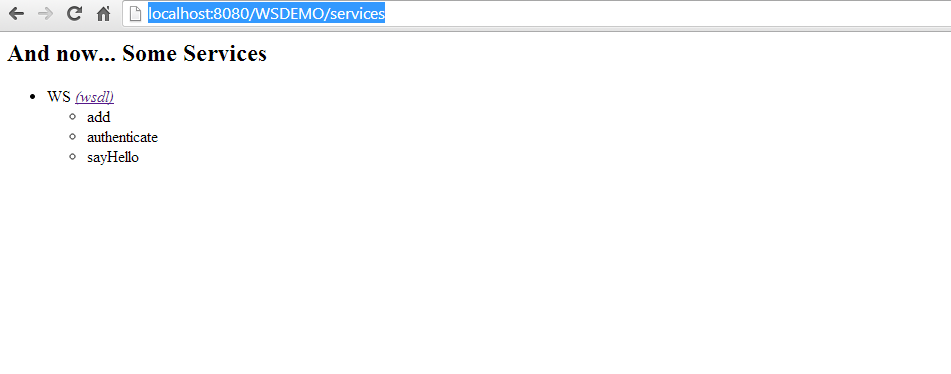 localhost:8080/WSDEMO/services
And now... Some Services
WS (wsdl)
add
authenticate
sayHello